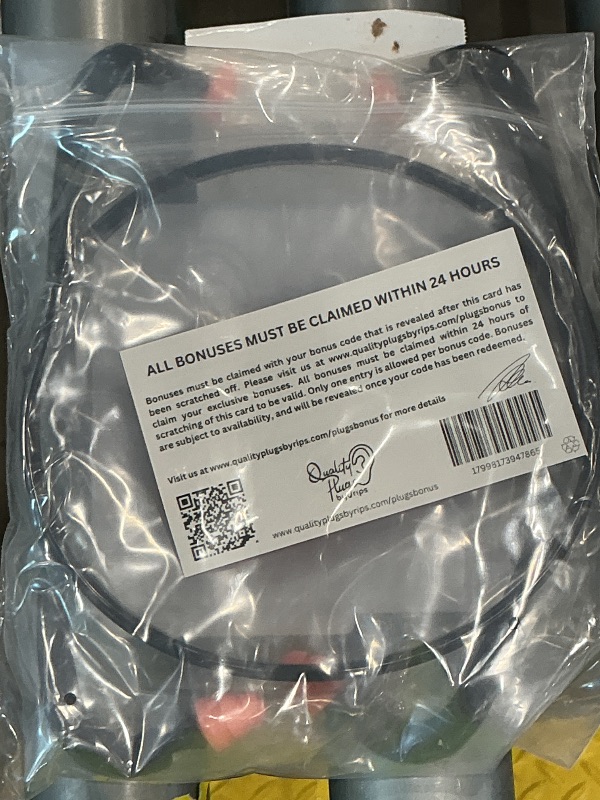 ALL BONUSES MUST BE CLAIMED WITHIN 24 HOURS
Bonuses must be claimed with your bonus code that is revealed after this card has
been scratched off. Please visit us at www.qualityplugsbyrips.com/plugsbonus to
claim your exclusive bonuses. All bonuses must be claimed within 24 hours of
scratching of this card to be valid. Only one entry is allowed per bonus code. Bonuses
are subject to availability, and will be revealed once your code has been redeemed.
Visit us at www.qualityplugsbyrips.com/plugsbonus for more details
Quality
Plugs
byrips
www.qualityplugsbyrips.com/plugsbonus
17998173947865